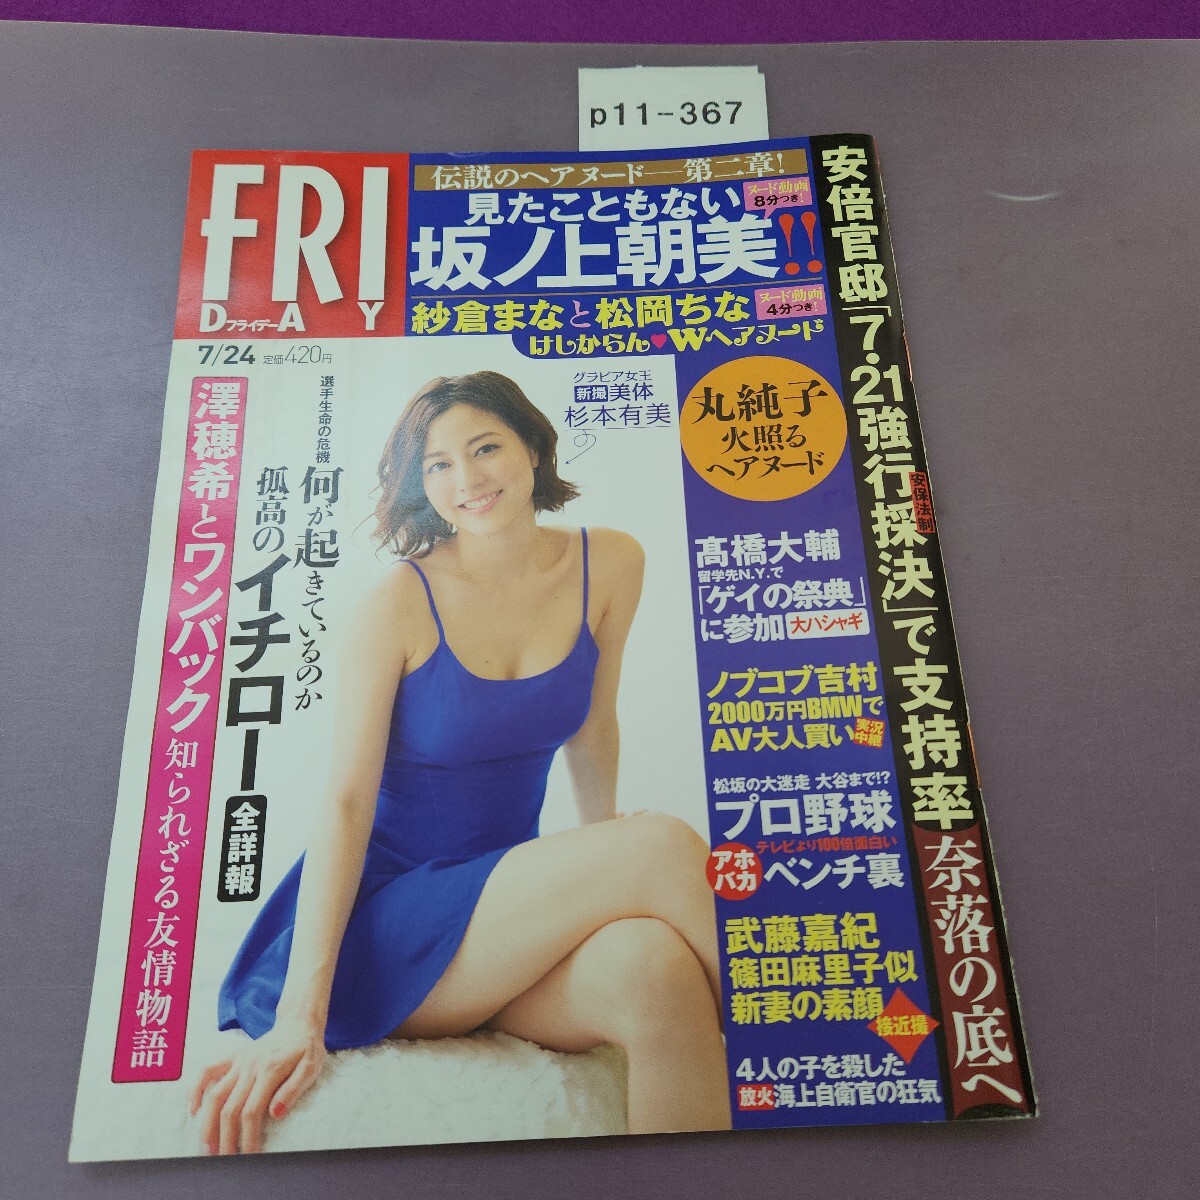 p11-367
FRI
DAY
フライデー
7/24 定価420円
伝説のヘアヌード―第二章!
見たこともない
坂ノ上朝美!!
ヌード動画
8分つき!
紗倉まなと松岡ちな
ヌード動画
4分つき!
けしからん♥Wヘアヌード
安倍官邸「7・21強行採決」で支持率
安保法制
奈落の底へ
グラビア女王
新撮 美体
杉本有美
丸純子
火照る
ヘアヌード
選手生命の危機
何が起きているのか
孤高のイチロー 全詳報
澤穂希とワンバック 知られざる友情物語
髙橋大輔
留学先N.Y.で
「ゲイの祭典」
に参加 大ハシャギ
ノブコブ吉村
2000万円BMWで
AV大人買い 実況中継
松坂の大迷走 大谷まで!?
プロ野球
テレビより100倍面白い
アホバカ ベンチ裏
武藤嘉紀
篠田麻里子似
新妻の素顔 接近撮
4人の子を殺した
放火 海上自衛官の狂気